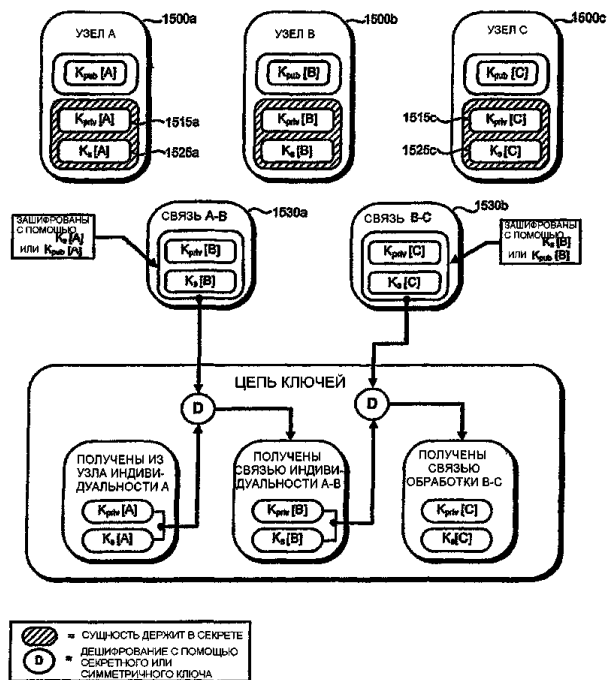 УЗЕЛ A
1500a
Kpub [A]
Kpriv [A]
1515a
Ks [A]
1525a
УЗЕЛ B
1500b
Kpub [B]
Kpriv [B]
Ks [B]
УЗЕЛ C
1500c
Kpub [C]
1515c
Kpriv [C]
1525c
Ks [C]
ЗАШИФРОВАНЫ
С ПОМОЩЬЮ
Ks [A]
ИЛИ Kpub [A]
СВЯЗЬ A-B
1530a
Kpriv [B]
Ks [B]
СВЯЗЬ B-C
1530b
Kpriv [C]
Ks [C]
ЗАШИФРОВАНЫ
С ПОМОЩЬЮ
Ks [B]
ИЛИ Kpub [B]
ЦЕПЬ КЛЮЧЕЙ
D
D
ПОЛУЧЕНЫ ИЗ
УЗЛА ИНДИВИ-
ДУАЛЬНОСТИ A
Kpriv [A]
Ks [A]
ПОЛУЧЕНЫ
СВЯЗЬЮ ИНДИВИ-
ДУАЛЬНОСТИ A-B
Kpriv [B]
Ks [B]
ПОЛУЧЕНЫ
СВЯЗЬЮ
ОБРАБОТКИ B-C
Kpriv [C]
Ks[C]
= СУЩНОСТЬ ДЕРЖИТ В СЕКРЕТЕ
D = ДЕШИФРОВАНИЕ С ПОМОЩЬЮ
СЕКРЕТНОГО ИЛИ
СИММЕТРИЧНОГО КЛЮЧА